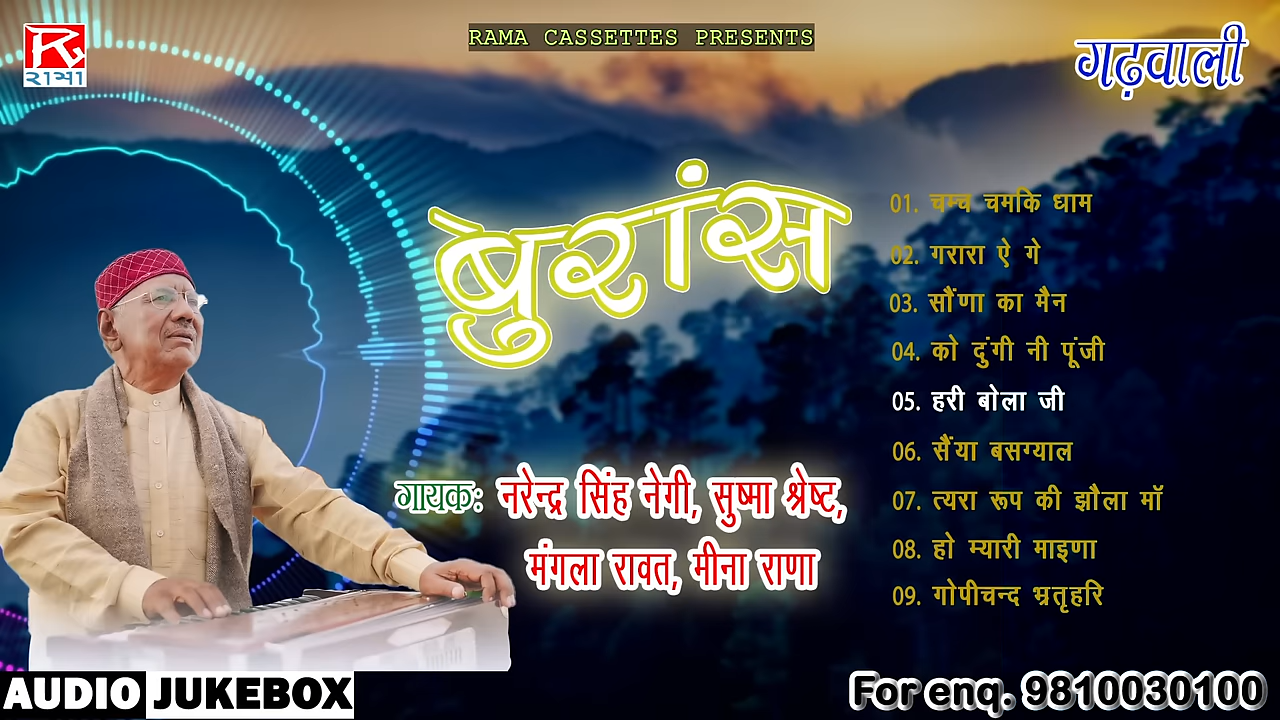 RAMA CASSETTES PRESENTS
रामा
गढ़वाली
बुरांस
01. चम्च चमकि धाम
02. गरारा ऐ गे
03. सौंणा का मैन
04. को दुंगी नी पूंजी
05. हरी बोला जी
06. सैंया बसग्याल
07. त्यरा रूप की झौला मॉ
08. हो म्यारी माइणा
09. गोपीचन्द भ्रतृहरि
गायकः नरेन्द्र सिंह नेगी, सुष्मा श्रेष्ट,
मंगला रावत, मीना राणा
AUDIO JUKEBOX
For enq. 9810030100